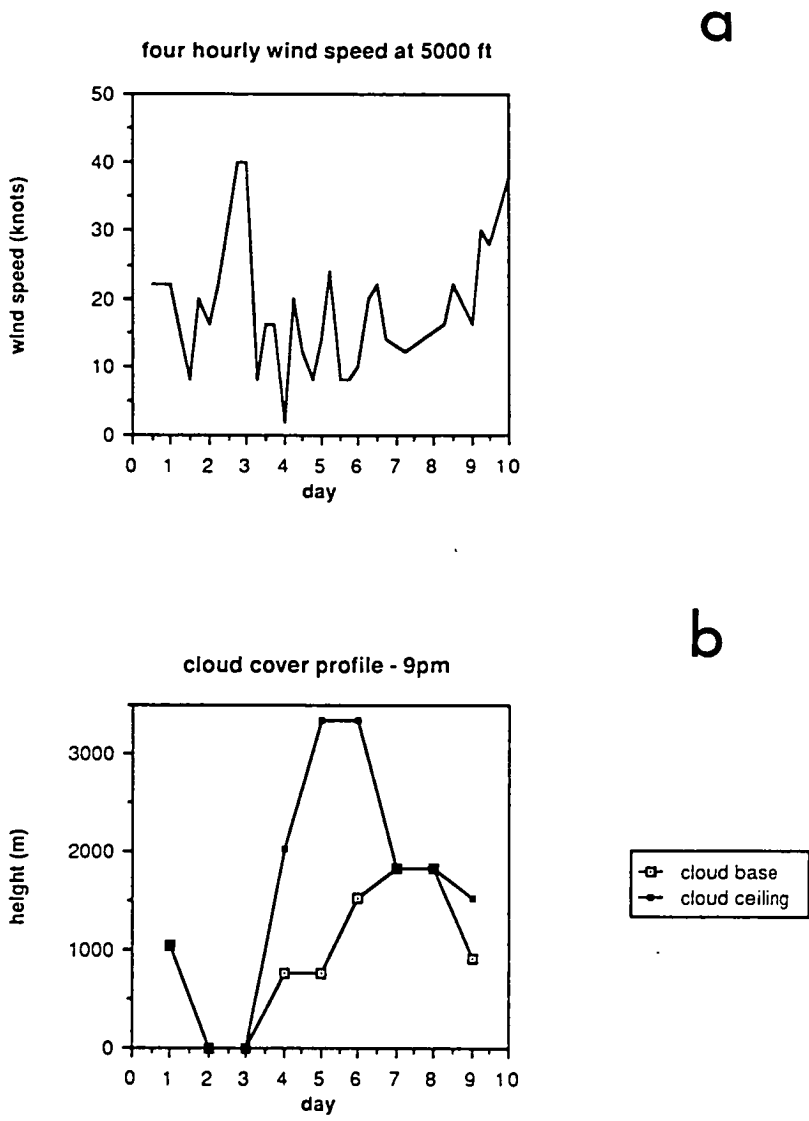 a
four hourly wind speed at 5000 ft
50
40
30
20
10
0
wind speed (knots)
0 1 2 3 4 5 6 7 8 9 10
day
b
cloud cover profile - 9pm
3000
2000
1000
0
height (m)
0 1 2 3 4 5 6 7 8 9 10
day
cloud base
cloud ceiling